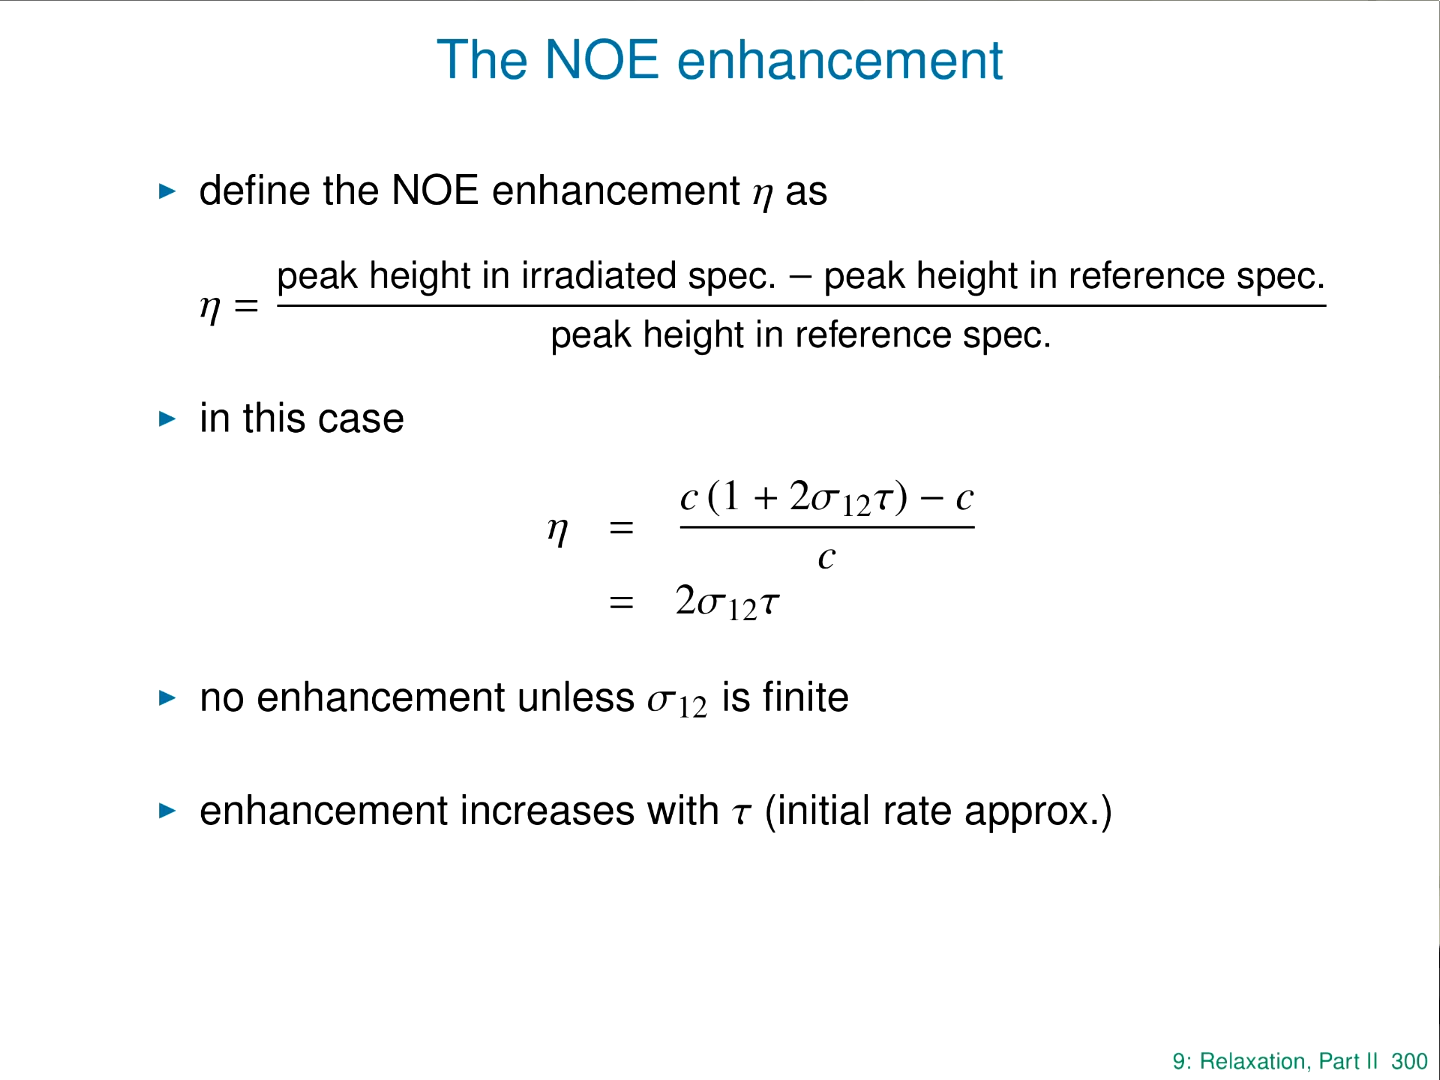 The NOE enhancement
▶ define the NOE enhancement η as
η = (peak height in irradiated spec. − peak height in reference spec.) / (peak height in reference spec.)
▶ in this case
η = (c (1 + 2σ₁₂τ) − c) / c
= 2σ₁₂τ
▶ no enhancement unless σ₁₂ is finite
▶ enhancement increases with τ (initial rate approx.)
9: Relaxation, Part II 300